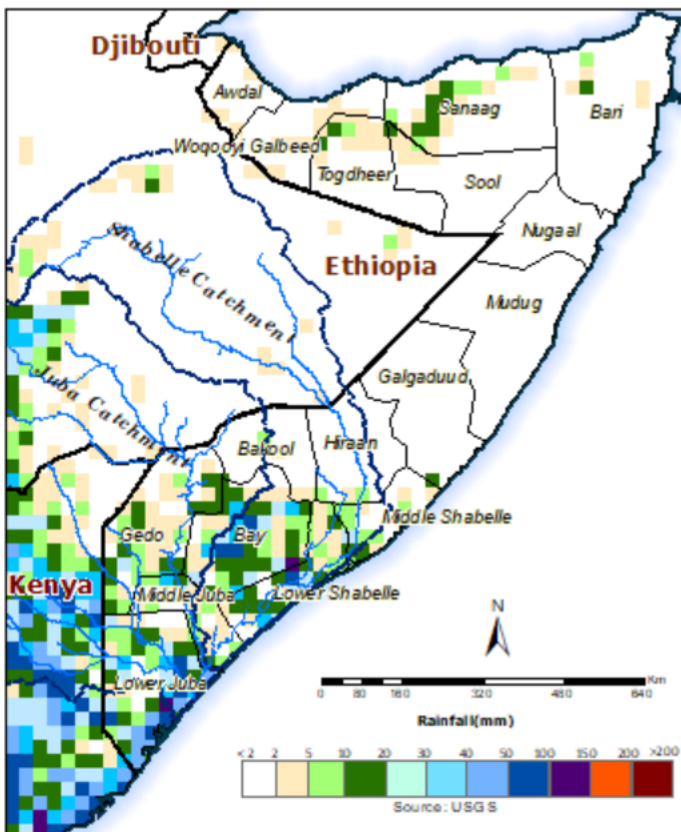 Djibouti
Awdal
Sanaag
Bari
Woqooyi Galbeed
Togdheer
Sool
Nugaal
Shabelle Catchment
Ethiopia
Mudug
Galgaduud
Juba Catchment
Bakool
Hiraan
Middle Shabelle
Gedo
Bay
Kenya
Middle Juba
Lower Shabelle
Lower Juba
N
Km
0 80 160 320 480 640
Rainfall(mm)
<2 2 5 10 20 30 40 50 100 150 200 >200
Source: USGS